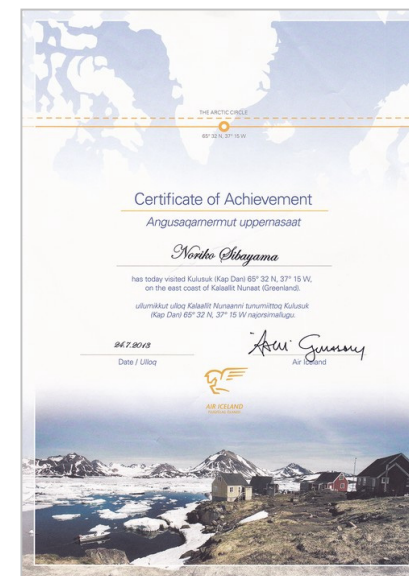 THE ARCTIC CIRCLE
65° 32 N, 37° 15 W
Certificate of Achievement
Angusaqarnermut uppernasaat
Noriko Sibayama
has today visited Kulusuk (Kap Dan) 65° 32 N, 37° 15 W,
on the east coast of Kalaallit Nunaat (Greenland).
ullumikkut ulloq Kalaallit Nunaanni tunumiittoq Kulusuk
(Kap Dan) 65° 32 N, 37° 15 W najorsimallugu.
24.7.2013
Date / Ulloq
Air Iceland
AIR ICELAND